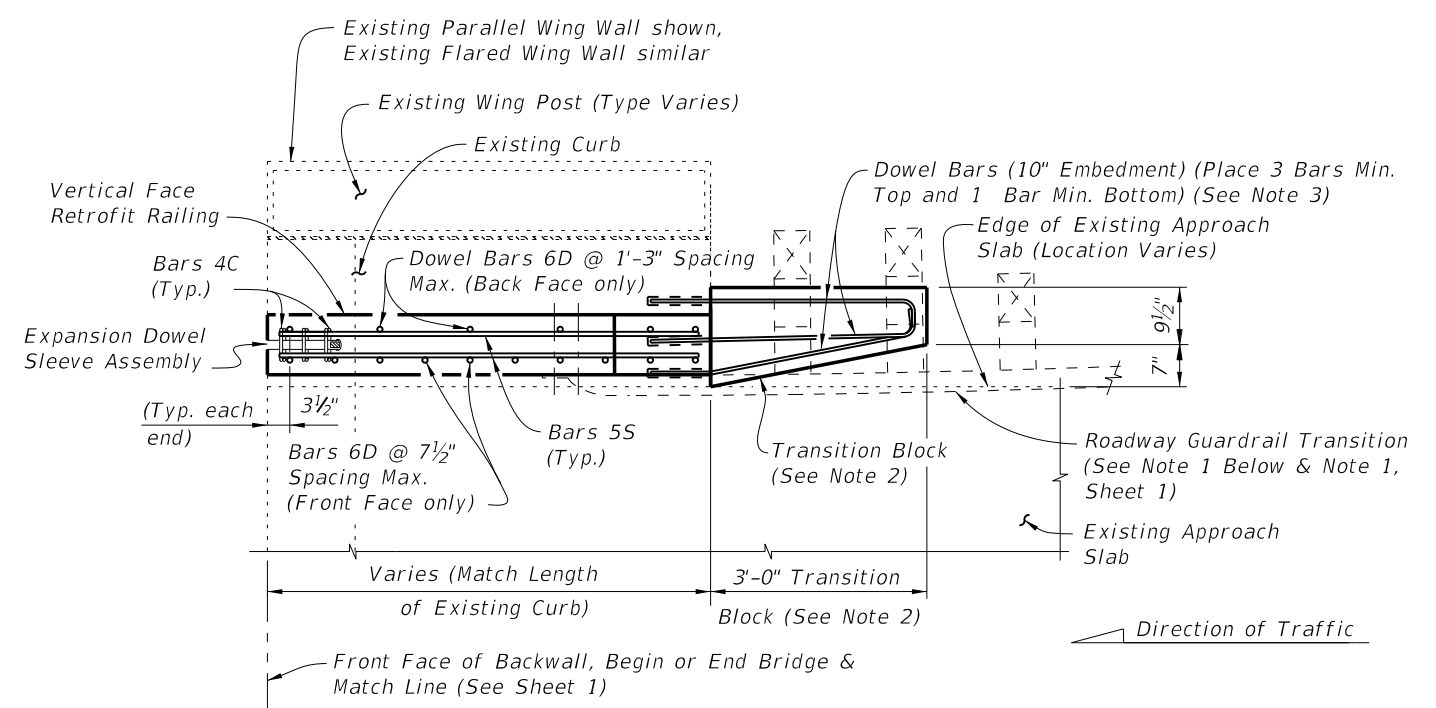 Existing Parallel Wing Wall shown,
Existing Flared Wing Wall similar
Existing Wing Post (Type Varies)
Existing Curb
Vertical Face
Retrofit Railing
Dowel Bars (10" Embedment) (Place 3 Bars Min.
Top and 1 Bar Min. Bottom) (See Note 3)
Edge of Existing Approach
Slab (Location Varies)
Bars 4C
(Typ.)
Dowel Bars 6D @ 1'-3" Spacing
Max. (Back Face only)
Expansion Dowel
Sleeve Assembly
9½"
7"
(Typ. each
end)
3½"
Bars 6D @ 7½"
Spacing Max.
(Front Face only)
Bars 5S
(Typ.)
Transition Block
(See Note 2)
Roadway Guardrail Transition
(See Note 1 Below & Note 1,
Sheet 1)
Existing Approach
Slab
Varies (Match Length
of Existing Curb)
3'-0" Transition
Block (See Note 2)
Direction of Traffic
Front Face of Backwall, Begin or End Bridge &
Match Line (See Sheet 1)